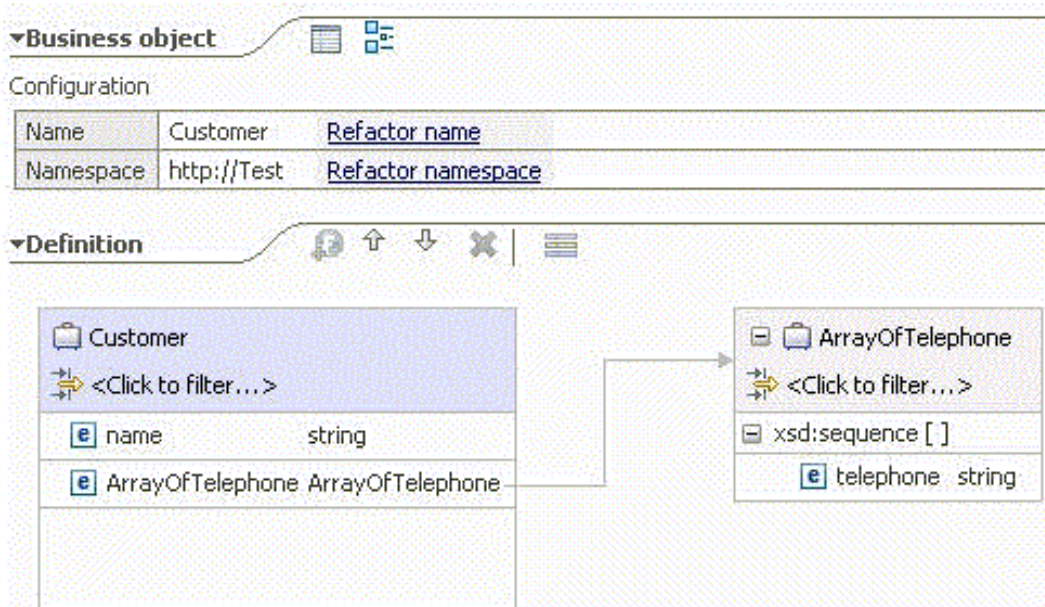 Business object
Configuration
Name Customer Refactor name
Namespace http://Test Refactor namespace
Definition
Customer
<Click to filter...>
e name string
e ArrayOfTelephone ArrayOfTelephone
ArrayOfTelephone
<Click to filter...>
xsd:sequence [ ]
e telephone string